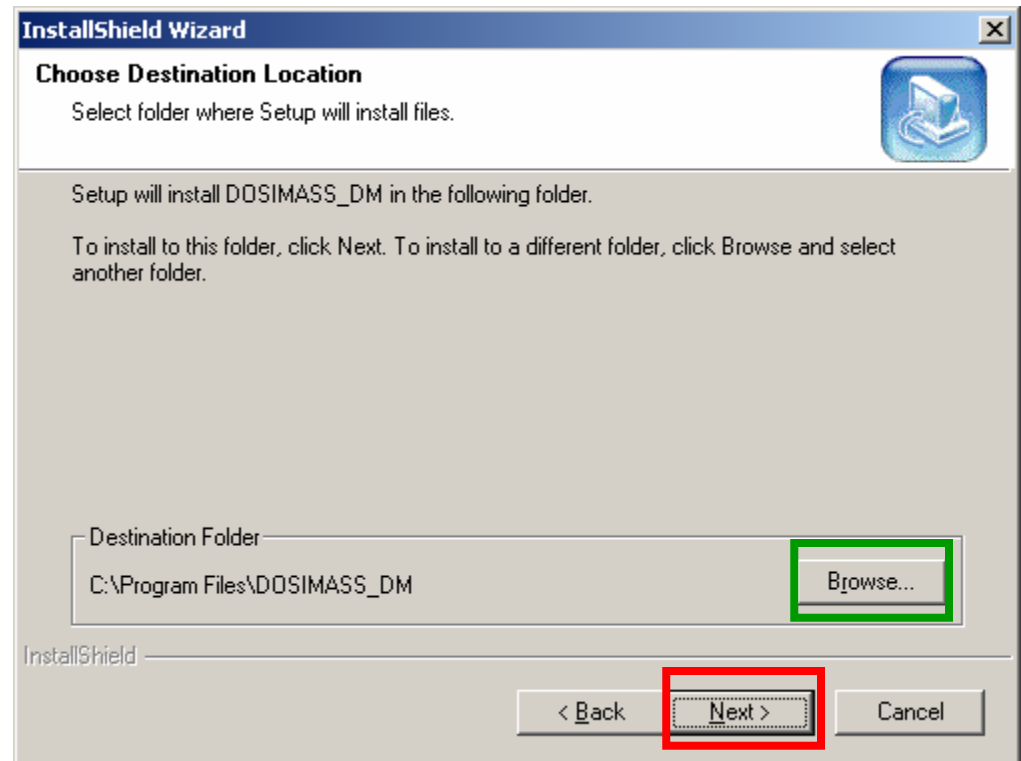 InstallShield Wizard
Choose Destination Location
Select folder where Setup will install files.
Setup will install DOSIMASS_DM in the following folder.
To install to this folder, click Next. To install to a different folder, click Browse and select
another folder.
Destination Folder
C:\Program Files\DOSIMASS_DM
Browse...
InstallShield
< Back
Next >
Cancel